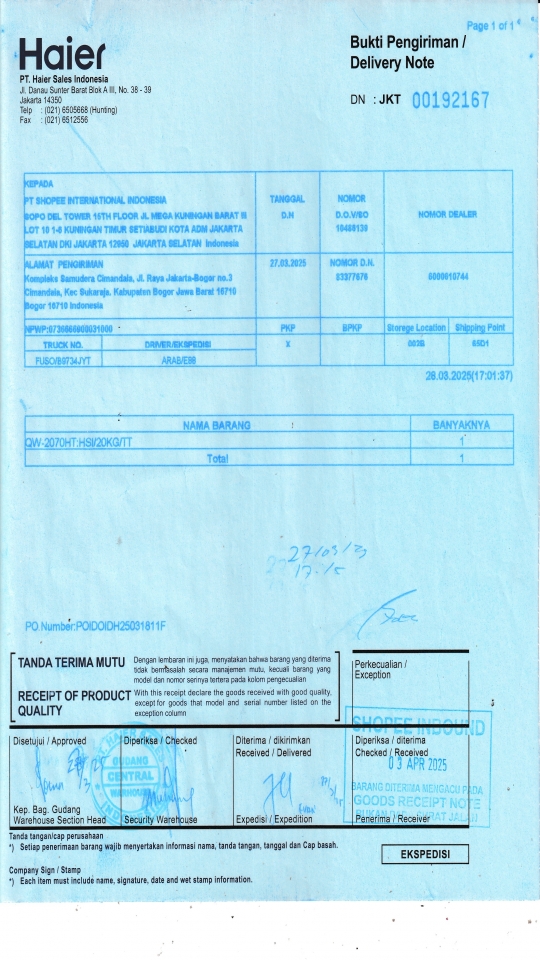 Page 1 of 1
Haier
Bukti Pengiriman /
Delivery Note
PT. Haier Sales Indonesia
Jl. Danau Sunter Barat Blok A III, No. 38 - 39
Jakarta 14350
Telp : (021) 6505668 (Hunting)
Fax : (021) 6512556
DN : JKT 00192167
KEPADA
PT SHOPEE INTERNATIONAL INDONESIA
SOPO DEL TOWER 15TH FLOOR JL MEGA KUNINGAN BARAT III
LOT 10 1-6 KUNINGAN TIMUR SETIABUDI KOTA ADM JAKARTA
SELATAN DKI JAKARTA 12950 JAKARTA SELATAN Indonesia
TANGGAL
D.H
NOMOR
D.O.V/SO
NOMOR DEALER
ALAMAT PENGIRIMAN
Kompleks Samudera Cimandala, Jl. Raya Jakarta-Bogor no.3
Cimandala, Kec Sukaraja. Kabupaten Bogor Jawa Barat 16710
Bogor 16710 Indonesia
27.03.2025
NOMOR D.N.
83377676
PKP BPKP Storage Location Shipping Point
TRUCK NO. DRIVER/EKSPEDISI X 002B 65D1
FUSO/B9734JYT ARAB/E98
28.03.2025(17:01:37)
NAMA BARANG BANYAKNYA
QW-2070HT:HSI/20KG/TT 1
Total 1
17.15
PO Number:POIDOIDH25031811F
TANDA TERIMA MUTU
Dengan lembaran ini juga, menyatakan bahwa barang yang diterima
tidak bermasalah secara manajemen mutu, kecuali barang yang
model dan nomor serinya tertera pada kolom pengecualian
RECEIPT OF PRODUCT
QUALITY
With this receipt declare the goods received with good quality,
except for goods that model and serial number listed on the
exception column
Perkecualian /
Exception
SHOPEE INBOUND
03 APR 2025
BARANG DITERIMA MENGACU PADA
GOODS RECEIPT NOTE
BUKAN PADA SURAT JALAN
Disetujui / Approved
Diperiksa / Checked
Diterima / dikirimkan
Received / Delivered
Diperiksa / diterima
Checked / Received
GUDANG
CENTRAL
WAREHOUSE
Kep. Bag. Gudang
Warehouse Section Head
Security Warehouse
Expedisi / Expedition
Penerima / Receiver
Tanda tangan/cap perusahaan
*) Setiap penerimaan barang wajib menyertakan informasi nama, tanda tangan, tanggal dan Cap basah.
EKSPEDISI
Company Sign / Stamp
*) Each item must include name, signature, date and wet stamp information.